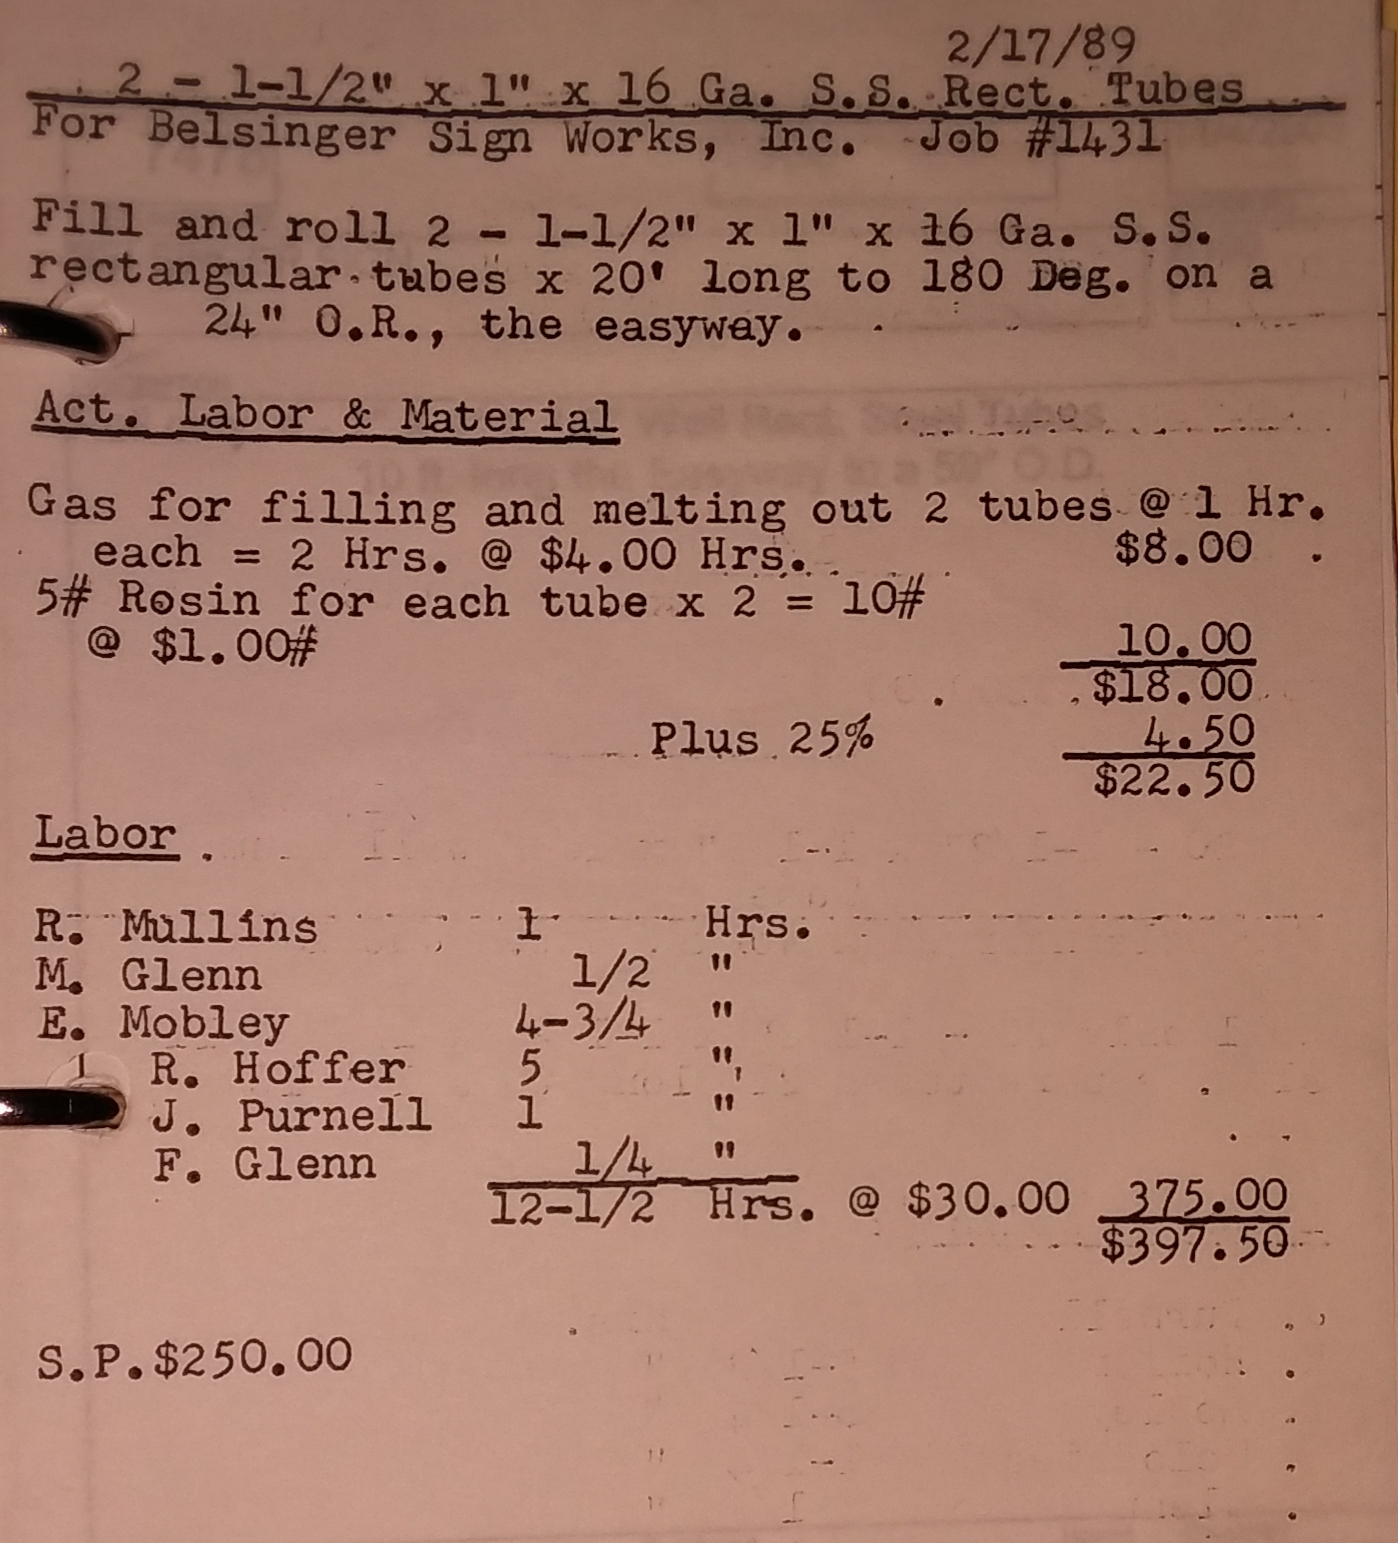 2/17/89
2 - 1-1/2" x 1" x 16 Ga. S.S. Rect. Tubes
For Belsinger Sign Works, Inc. Job #1431
Fill and roll 2 - 1-1/2" x 1" x 16 Ga. S.S.
rectangular tubes x 20' long to 180 Deg. on a
24" O.R., the easyway.
Act. Labor & Material
Gas for filling and melting out 2 tubes @ 1 Hr.
each = 2 Hrs. @ $4.00 Hrs. $8.00
5# Rosin for each tube x 2 = 10#
@ $1.00# 10.00
$18.00
Plus 25% 4.50
$22.50
Labor
R. Mullins 1 Hrs.
M. Glenn 1/2 "
E. Mobley 4-3/4 "
R. Hoffer 5 "
J. Purnell 1 "
F. Glenn 1/4 "
12-1/2 Hrs. @ $30.00 375.00
$397.50
S.P.$250.00